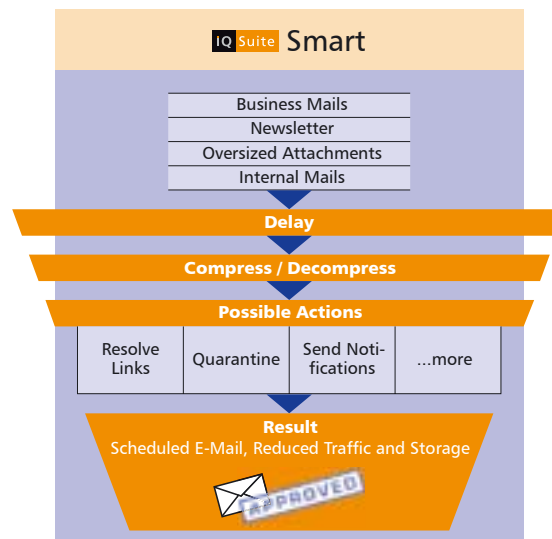 IQ Suite Smart
Business Mails
Newsletter
Oversized Attachments
Internal Mails
Delay
Compress / Decompress
Possible Actions
Resolve
Links
Quarantine
Send Noti-
fications
...more
Result
Scheduled E-Mail, Reduced Traffic and Storage
APPROVED